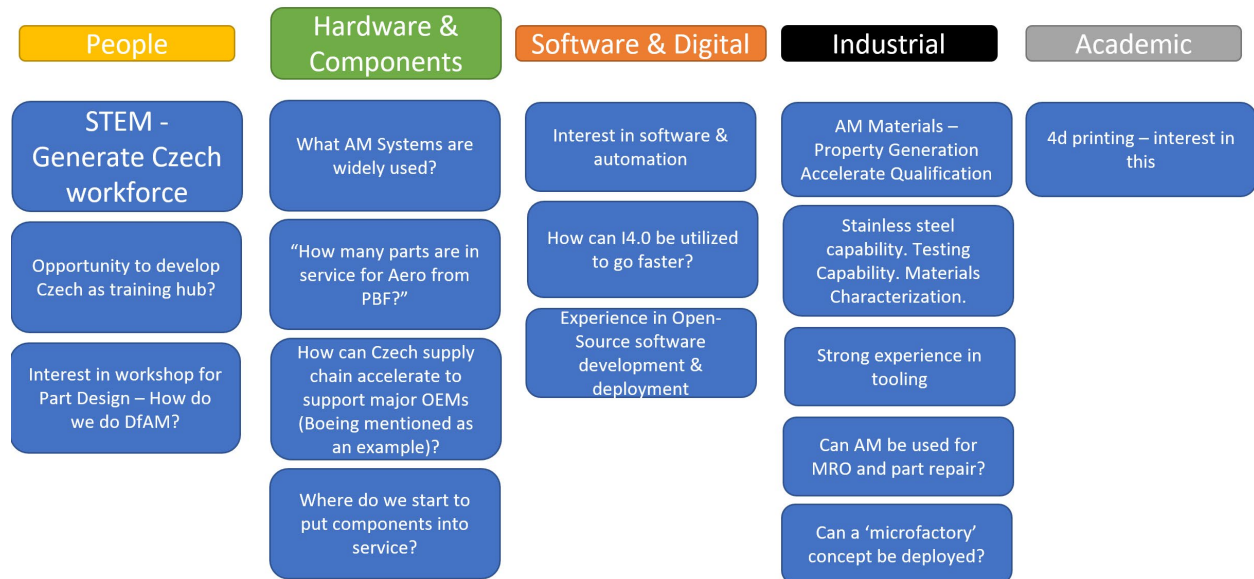 People
Hardware &
Components
Software & Digital
Industrial
Academic
STEM -
Generate Czech
workforce
Opportunity to develop
Czech as training hub?
Interest in workshop for
Part Design – How do
we do DfAM?
What AM Systems are
widely used?
“How many parts are in
service for Aero from
PBF?”
How can Czech supply
chain accelerate to
support major OEMs
(Boeing mentioned as
an example)?
Where do we start to
put components into
service?
Interest in software &
automation
How can I4.0 be utilized
to go faster?
Experience in Open-
Source software
development &
deployment
AM Materials –
Property Generation
Accelerate Qualification
Stainless steel
capability. Testing
Capability. Materials
Characterization.
Strong experience in
tooling
Can AM be used for
MRO and part repair?
Can a ‘microfactory’
concept be deployed?
4d printing – interest in
this